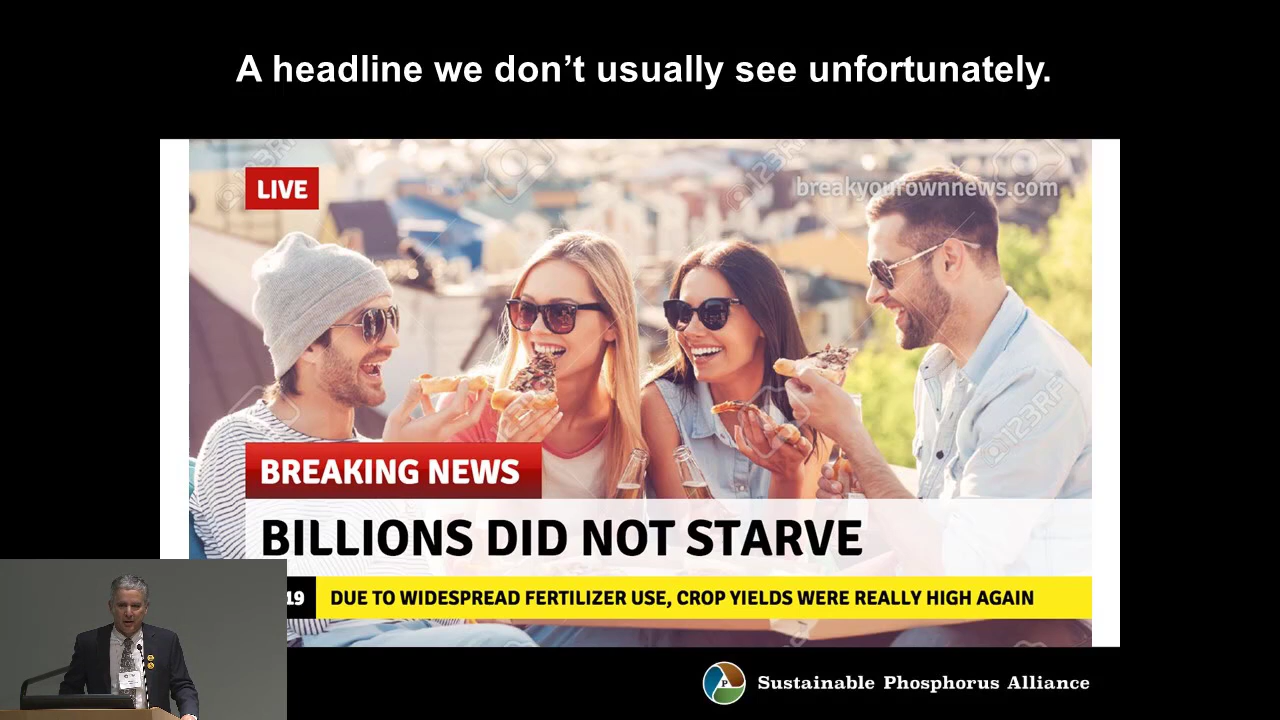 A headline we don't usually see unfortunately.
LIVE
breakyourownnews.com
BREAKING NEWS
BILLIONS DID NOT STARVE
19 DUE TO WIDESPREAD FERTILIZER USE, CROP YIELDS WERE REALLY HIGH AGAIN
P
Sustainable Phosphorus Alliance
123RF